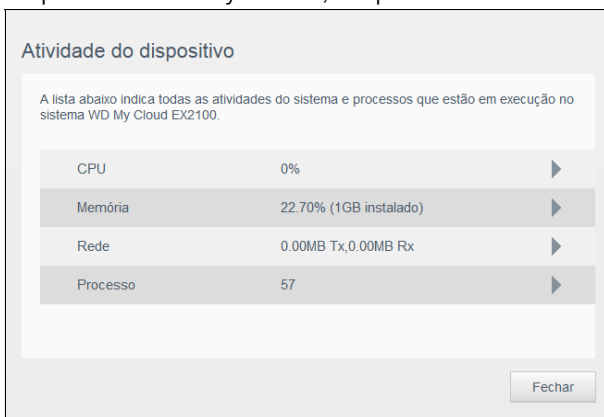 Atividade do dispositivo
A lista abaixo indica todas as atividades do sistema e processos que estão em execução no
sistema WD My Cloud EX2100.
CPU 0%
Memória 22.70% (1GB instalado)
Rede 0.00MB Tx,0.00MB Rx
Processo 57
Fechar